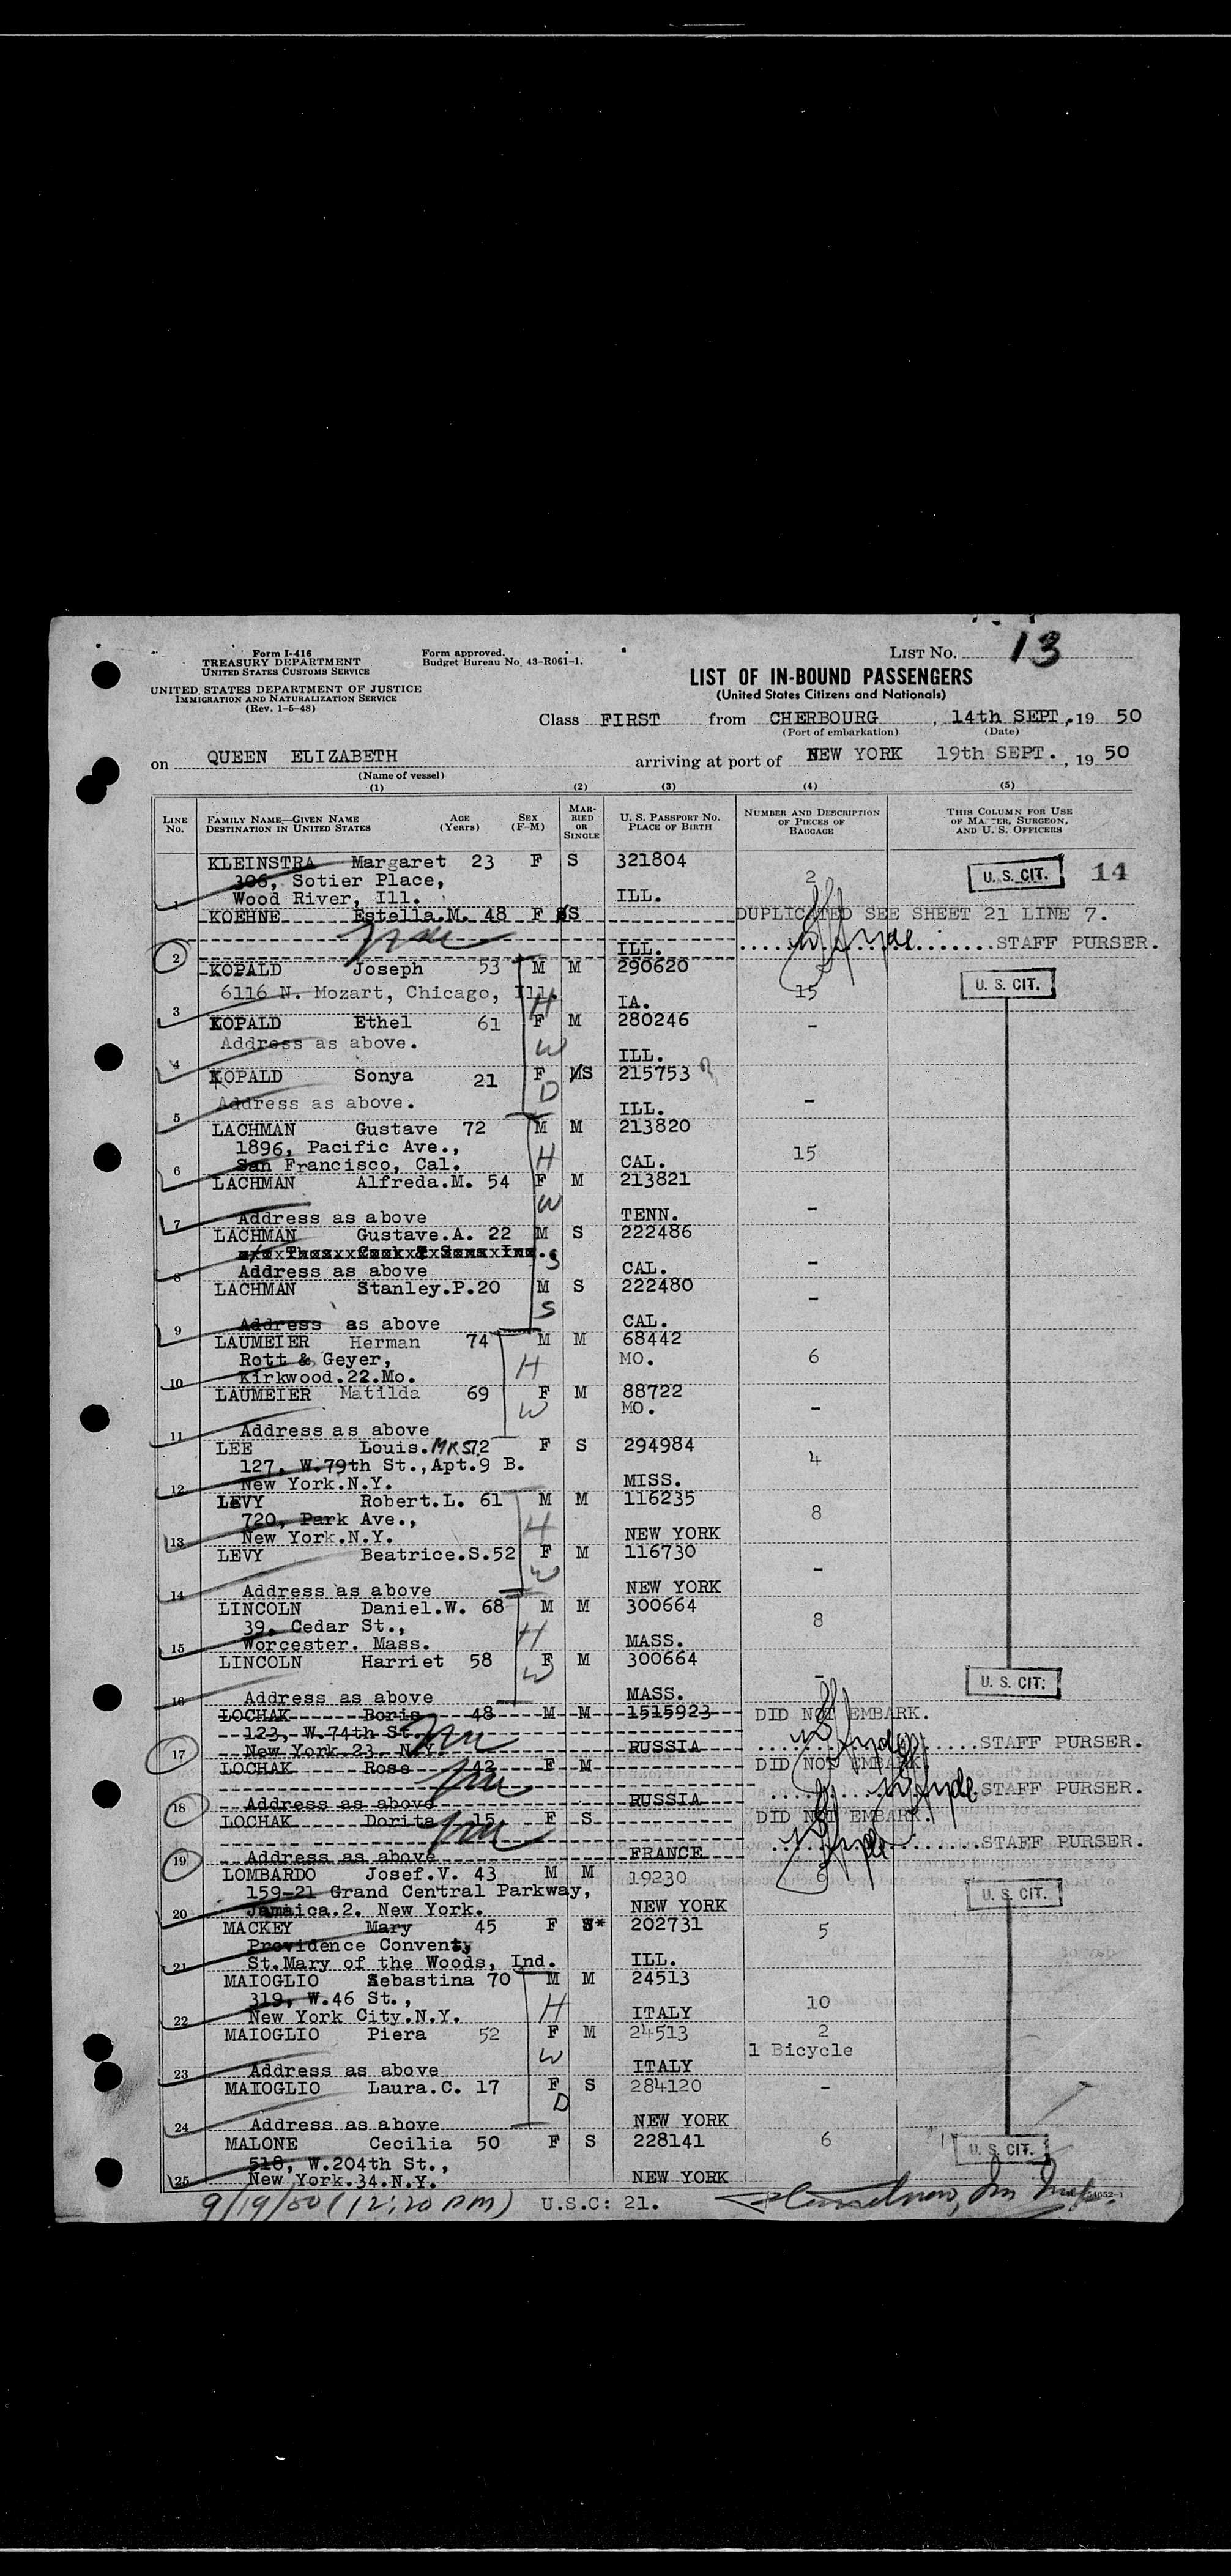 13
Form I-416
TREASURY DEPARTMENT
UNITED STATES CUSTOMS SERVICE
Form approved.
Budget Bureau No. 43-R061-1.
LIST NO.
UNITED STATES DEPARTMENT OF JUSTICE
IMMIGRATION AND NATURALIZATION SERVICE
(Rev. 1-5-48)
LIST OF IN-BOUND PASSENGERS
(United States Citizens and Nationals)
Class FIRST from CHERBOURG, 14th SEPT. 19 50
(Port of embarkation) (Date)
on QUEEN ELIZABETH arriving at port of NEW YORK 19th SEPT., 19 50
(Name of vessel)
(1) (2) (3) (4) (5)
LINE No. FAMILY NAME—GIVEN NAME DESTINATION IN UNITED STATES AGE (Years) SEX (F-M) MARRIED OR SINGLE U. S. PASSPORT NO. PLACE OF BIRTH NUMBER AND DESCRIPTION OF PIECES OF BAGGAGE THIS COLUMN FOR USE OF MASTER, SURGEON, AND U. S. OFFICERS
KLEINSTRA Margaret 23 F S 321804
306, Sotier Place, 2 U. S. CIT. 14
1 Wood River, Ill. ILL.
KOEHNE Estella.M. 48 F S DUPLICATED SEE SHEET 21 LINE 7.
2 ILL. STAFF PURSER.
KOPALD Joseph 53 M M 290620
3 6116 N. Mozart, Chicago, Ill. H IA. 15 U. S. CIT.
KOPALD Ethel 61 F M 280246
4 Address as above. W ILL. -
KOPALD Sonya 21 F S 215753
5 Address as above. D ILL. -
LACHMAN Gustave 72 M M 213820
1896, Pacific Ave., 15
6 San Francisco, Cal. H CAL.
LACHMAN Alfreda.M. 54 F M 213821
7 Address as above W TENN. -
LACHMAN Gustave.A. 22 M S 222486
c/o Thos. Cook & Sons Inc. S
8 Address as above CAL. -
LACHMAN Stanley.P.20 M S 222480
9 Address as above S CAL. -
LAUMEIER Herman 74 M M 68442
Rott & Geyer, H MO. 6
10 Kirkwood.22.Mo.
LAUMEIER Matilda 69 F M 88722
W MO. -
11 Address as above
LEE Louis.MRS.72 F S 294984
127, W.79th St.,Apt.9 B. 4
12 New York.N.Y. MISS.
LEVY Robert.L. 61 M M 116235
720, Park Ave., H 8
13 New York.N.Y. NEW YORK
LEVY Beatrice.S.52 F M 116730
14 Address as above W NEW YORK -
LINCOLN Daniel.W. 68 M M 300664
39, Cedar St., H 8
15 Worcester. Mass. MASS.
LINCOLN Harriet 58 F M 300664
16 Address as above W MASS. - U. S. CIT.
LOCHAK Boris 48 M M 1515923 DID NOT EMBARK.
123, W.74th St.
17 New York.23, N.Y. RUSSIA STAFF PURSER.
LOCHAK Rose 42 F M DID NOT EMBARK.
18 Address as above RUSSIA STAFF PURSER.
LOCHAK Dorita 15 F S DID NOT EMBARK.
19 Address as above FRANCE STAFF PURSER.
LOMBARDO Josef.V. 43 M M 19230
159-21 Grand Central Parkway, U. S. CIT.
20 Jamaica.2. New York. NEW YORK
MACKEY Mary 45 F S* 202731
Providence Convent, 5
21 St.Mary of the Woods, Ind. ILL.
MAIOGLIO Sebastina 70 M M 24513
319, W.46 St., H 10
22 New York City.N.Y. ITALY
MAIOGLIO Piera 52 F M 24513 2
W 1 Bicycle
23 Address as above ITALY
MAIOGLIO Laura.C. 17 F S 284120 -
D
24 Address as above NEW YORK
MALONE Cecilia 50 F S 228141 6 U. S. CIT.
518, W.204th St.,
25 New York.34.N.Y. NEW YORK
9/19/50 (12:20 PM) U.S.C: 21.